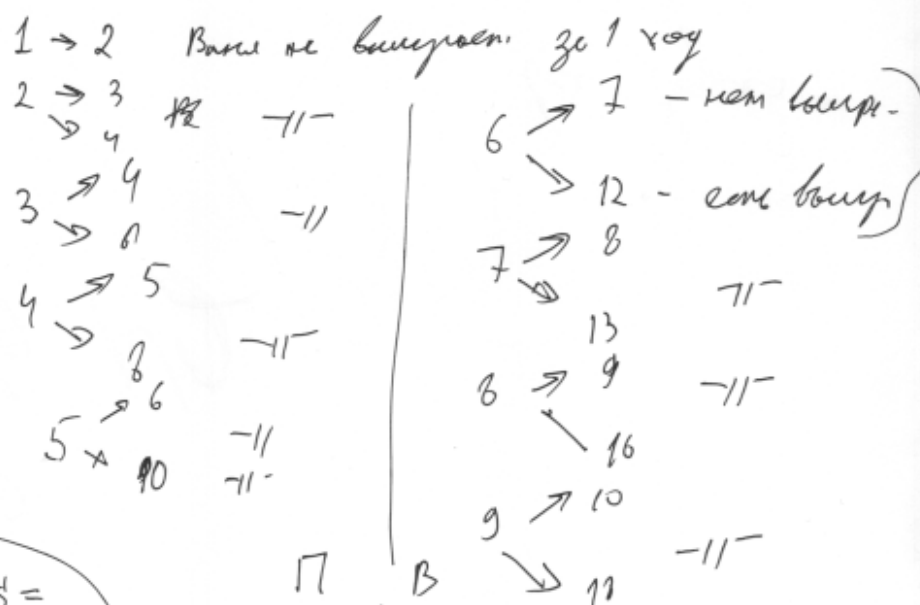 1 → 2 Ваня не выиграет. за 1 ход
2 → 3
↘ 4 -//-
3 ↗ 4
↘ 6 -//
4 ↗ 5
↘ 8 -//-
5 ↗ 6 -//
↘ 10 -//-
6 ↗ 7 - нет выигр.
↘ 12 - есть выигр
7 ↗ 8
↘ 13 -//-
8 ↗ 9 -//-
16
9 ↗ 10
↘ -//-
П В
S =